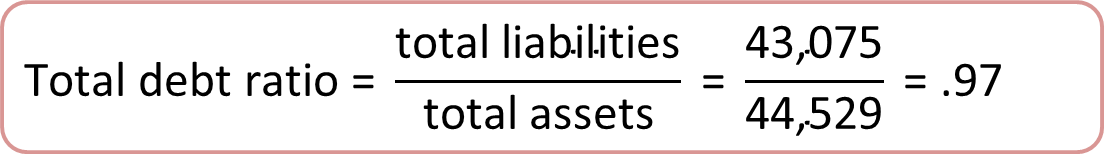 Total debt ratio = total liabilities / total assets = 43,075 / 44,529 = .97